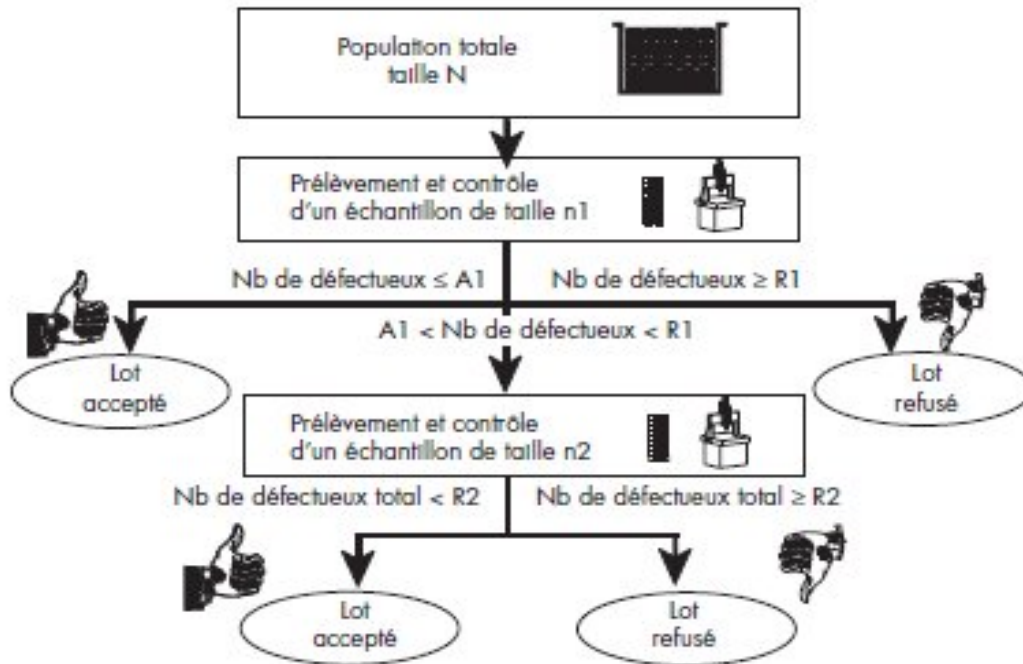 Population totale
taille N
Prélèvement et contrôle
d'un échantillon de taille n1
Nb de défectueux ≤ A1
Nb de défectueux ≥ R1
A1 < Nb de défectueux < R1
Lot
accepté
Lot
refusé
Prélèvement et contrôle
d'un échantillon de taille n2
Nb de défectueux total < R2
Nb de défectueux total ≥ R2
Lot
accepté
Lot
refusé